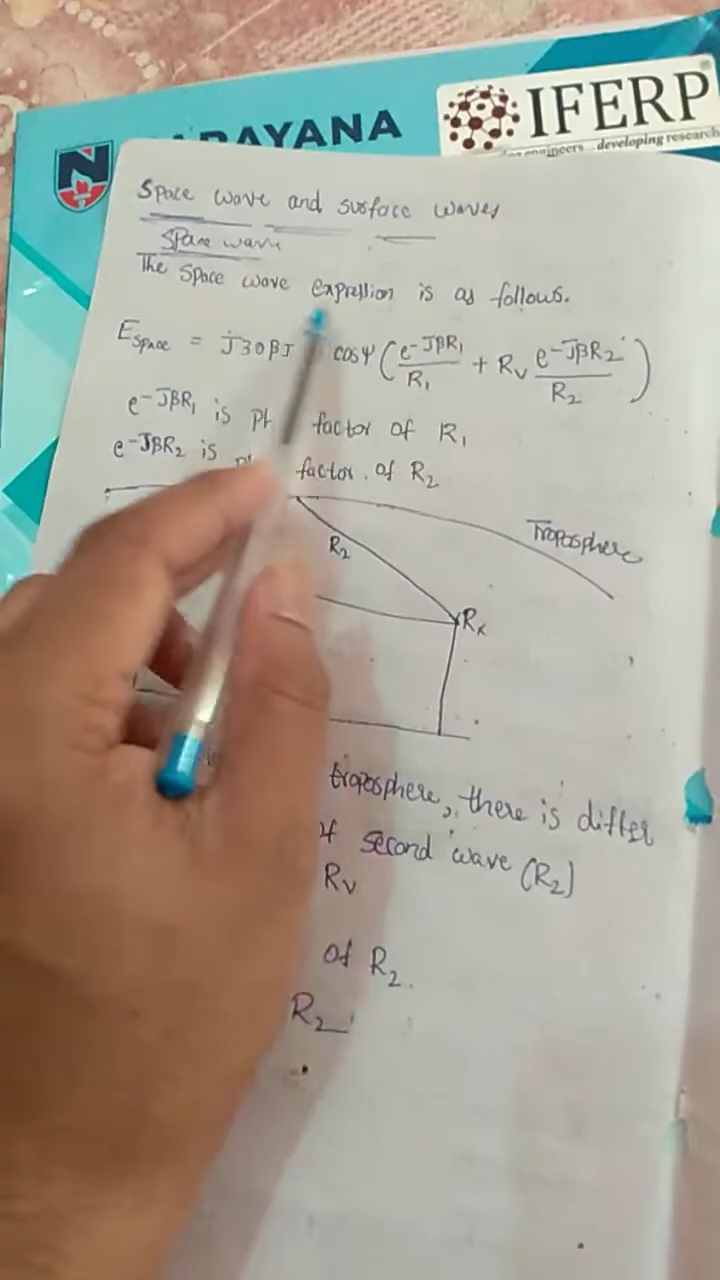 NARAYANA
IFERP
engineers... developing research
N
Space wave and surface waves
Space wave
The space wave expression is as follows.
E_Space = j30βI cosΨ(e^-JβR₁/R₁ + Rᵥ e^-JβR₂/R₂)
e^-JβR₁ is factor of R₁
e^-JβR₂ is factor of R₂
Troposphere
R₂
Rx
troposphere, there is differ
of second wave (R₂)
Rᵥ
of R₂.
R₂